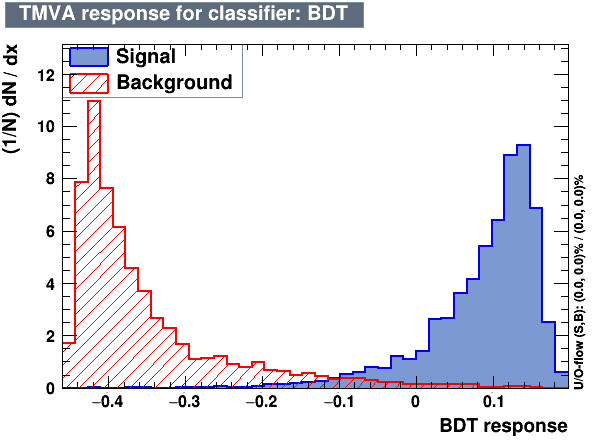 TMVA response for classifier: BDT
Signal
Background
(1/N) dN / dx
12
10
8
6
4
2
0
−0.4 −0.3 −0.2 −0.1 0 0.1
BDT response
U/O-flow (S,B): (0.0, 0.0)% / (0.0, 0.0)%